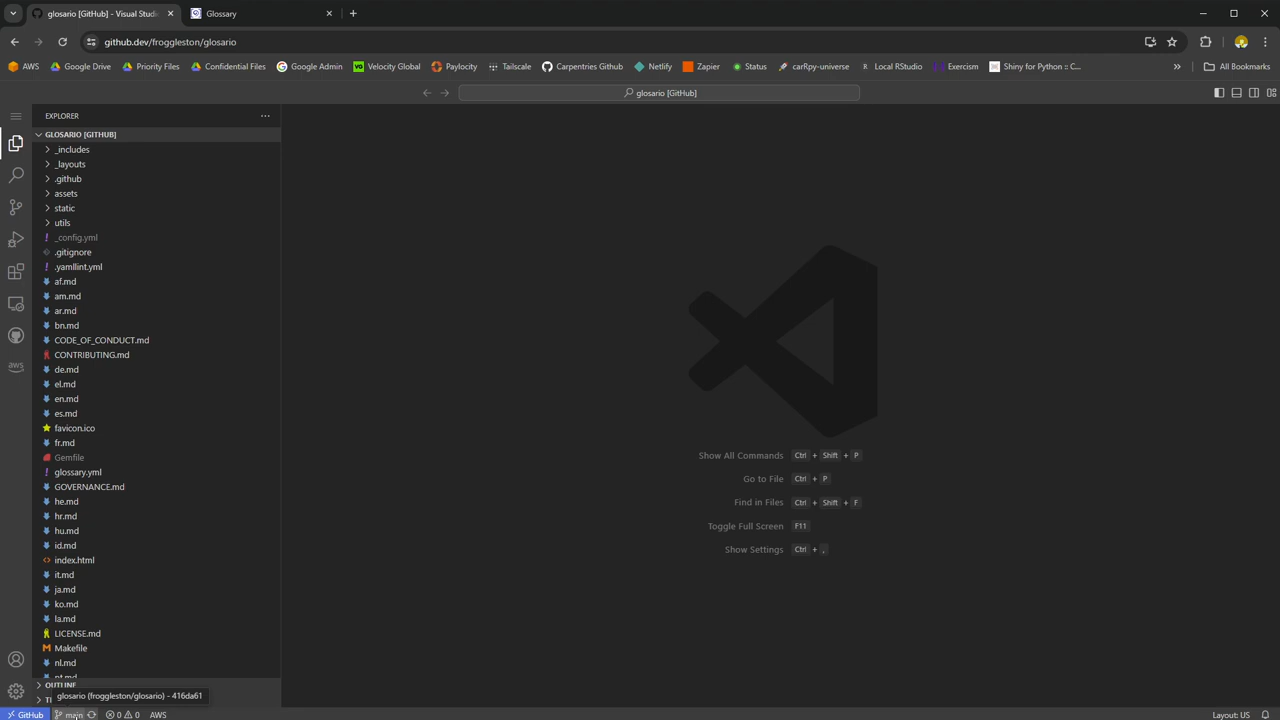 glosario [GitHub] - Visual Studi
Glossary
github.dev/froggleston/glosario
AWS
Google Drive
Priority Files
Confidential Files
Google Admin
Velocity Global
Paylocity
Tailscale
Carpentries Github
Netlify
Zapier
Status
carRpy-universe
Local RStudio
Exercism
Shiny for Python :: C...
All Bookmarks
glosario [GitHub]
EXPLORER
GLOSARIO [GITHUB]
_includes
_layouts
.github
assets
static
utils
_config.yml
.gitignore
.yamllint.yml
af.md
am.md
ar.md
bn.md
CODE_OF_CONDUCT.md
CONTRIBUTING.md
de.md
el.md
en.md
es.md
favicon.ico
fr.md
Gemfile
glossary.yml
GOVERNANCE.md
he.md
hr.md
hu.md
id.md
index.html
it.md
ja.md
ko.md
la.md
LICENSE.md
Makefile
nl.md
pt.md
OUTLINE
glosario (froggleston/glosario) - 416da61
aws
Show All Commands Ctrl + Shift + P
Go to File Ctrl + P
Find in Files Ctrl + Shift + F
Toggle Full Screen F11
Show Settings Ctrl + ,
GitHub
main
0 0
AWS
Layout: US